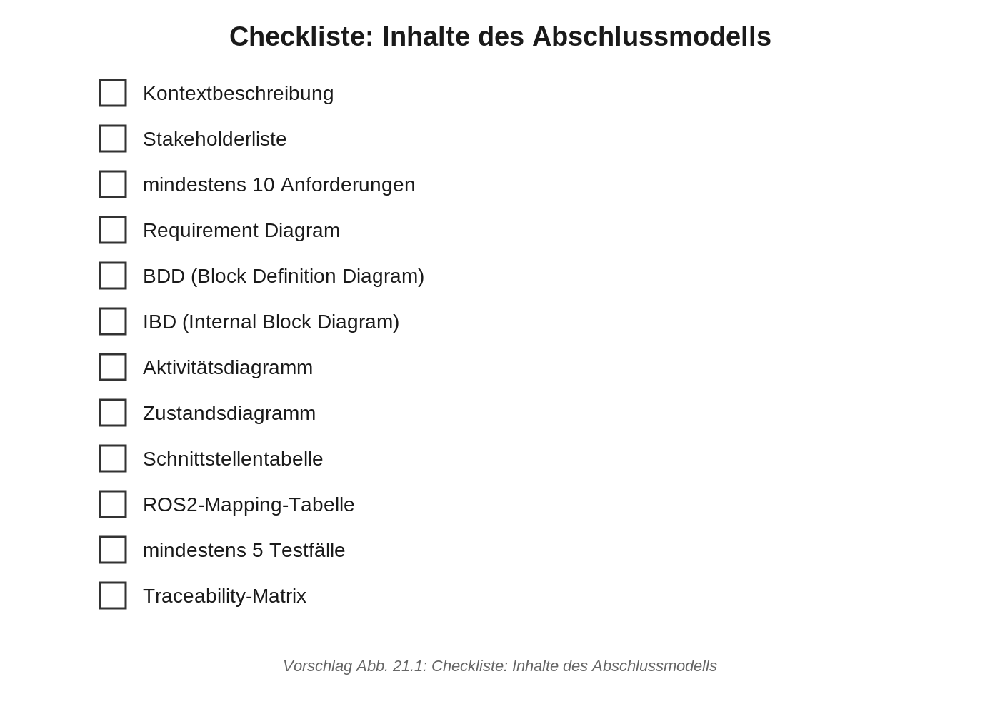 Checkliste: Inhalte des Abschlussmodells
Kontextbeschreibung
Stakeholderliste
mindestens 10 Anforderungen
Requirement Diagram
BDD (Block Definition Diagram)
IBD (Internal Block Diagram)
Aktivitätsdiagramm
Zustandsdiagramm
Schnittstellentabelle
ROS2-Mapping-Tabelle
mindestens 5 Testfälle
Traceability-Matrix
Vorschlag Abb. 21.1: Checkliste: Inhalte des Abschlussmodells